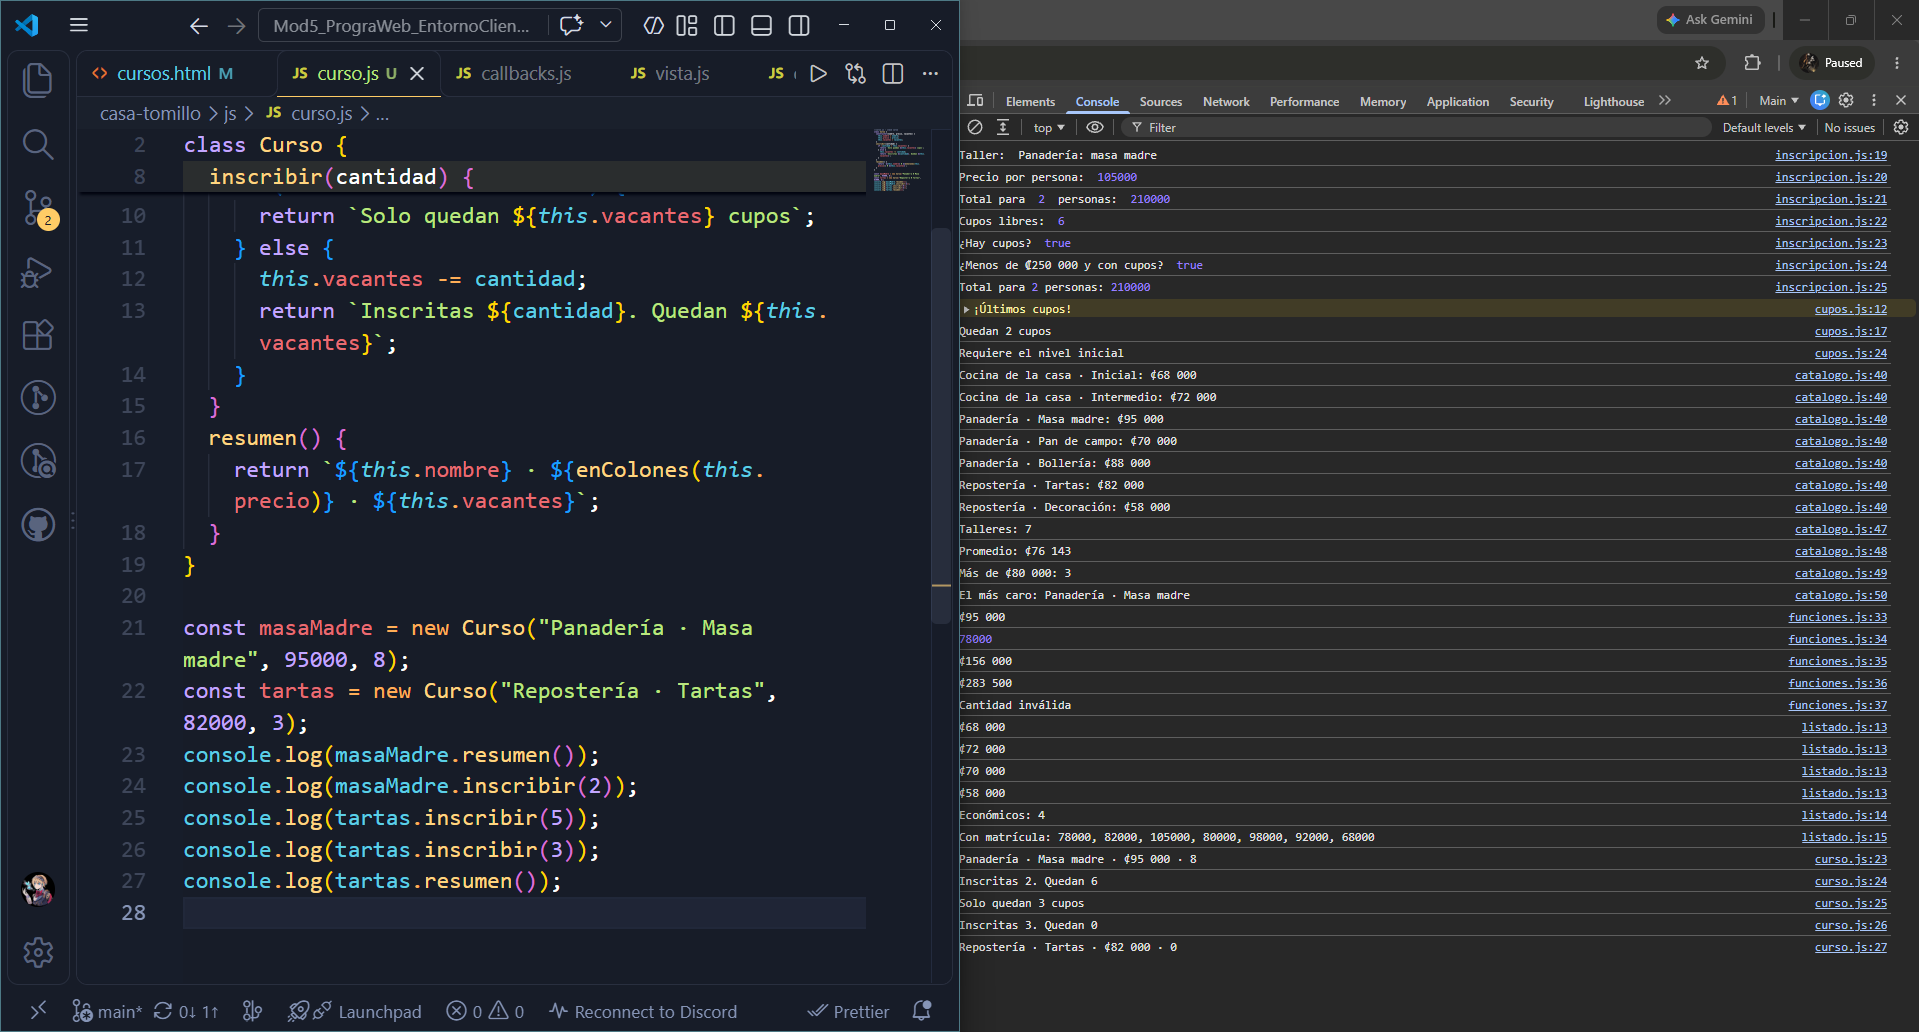 Mod5_PrograWeb_EntornoClien...
cursos.html M
JS curso.js U
JS callbacks.js
JS vista.js
JS
casa-tomillo > js > JS curso.js > ...
2 class Curso {
8 inscribir(cantidad) {
10 return `Solo quedan ${this.vacantes} cupos`;
11 } else {
12 this.vacantes -= cantidad;
13 return `Inscritas ${cantidad}. Quedan ${this.
vacantes}`;
14 }
15 }
16 resumen() {
17 return `${this.nombre} · ${enColones(this.
precio)} · ${this.vacantes}`;
18 }
19 }
20
21 const masaMadre = new Curso("Panadería · Masa
madre", 95000, 8);
22 const tartas = new Curso("Repostería · Tartas",
82000, 3);
23 console.log(masaMadre.resumen());
24 console.log(masaMadre.inscribir(2));
25 console.log(tartas.inscribir(5));
26 console.log(tartas.inscribir(3));
27 console.log(tartas.resumen());
28
2
main* 0↓ 1↑ Launchpad 0 0 Reconnect to Discord Prettier
Ask Gemini
Paused
Elements Console Sources Network Performance Memory Application Security Lighthouse 1 Main
top Filter Default levels No issues
Taller:  Panadería: masa madre inscripcion.js:19
Precio por persona:  105000 inscripcion.js:20
Total para  2  personas:  210000 inscripcion.js:21
Cupos libres:  6 inscripcion.js:22
¿Hay cupos?  true inscripcion.js:23
¿Menos de ₡250 000 y con cupos?  true inscripcion.js:24
Total para 2 personas: 210000 inscripcion.js:25
¡Últimos cupos! cupos.js:12
Quedan 2 cupos cupos.js:17
Requiere el nivel inicial cupos.js:24
Cocina de la casa · Inicial: ₡68 000 catalogo.js:40
Cocina de la casa · Intermedio: ₡72 000 catalogo.js:40
Panadería · Masa madre: ₡95 000 catalogo.js:40
Panadería · Pan de campo: ₡70 000 catalogo.js:40
Panadería · Bollería: ₡88 000 catalogo.js:40
Repostería · Tartas: ₡82 000 catalogo.js:40
Repostería · Decoración: ₡58 000 catalogo.js:40
Talleres: 7 catalogo.js:47
Promedio: ₡76 143 catalogo.js:48
Más de ₡80 000: 3 catalogo.js:49
El más caro: Panadería · Masa madre catalogo.js:50
₡95 000 funciones.js:33
78000 funciones.js:34
₡156 000 funciones.js:35
₡283 500 funciones.js:36
Cantidad inválida funciones.js:37
₡68 000 listado.js:13
₡72 000 listado.js:13
₡70 000 listado.js:13
₡58 000 listado.js:13
Económicos: 4 listado.js:14
Con matrícula: 78000, 82000, 105000, 80000, 98000, 92000, 68000 listado.js:15
Panadería · Masa madre · ₡95 000 · 8 curso.js:23
Inscritas 2. Quedan 6 curso.js:24
Solo quedan 3 cupos curso.js:25
Inscritas 3. Quedan 0 curso.js:26
Repostería · Tartas · ₡82 000 · 0 curso.js:27